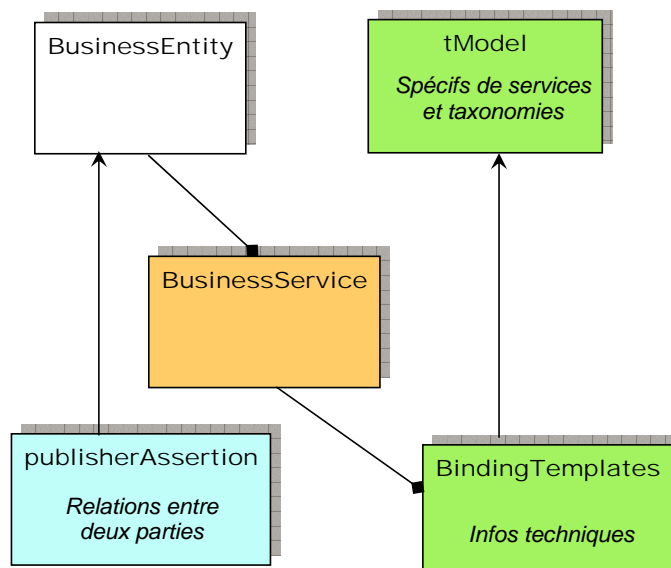 BusinessEntity
tModel
Spécifs de services
et taxonomies
BusinessService
publisherAssertion
Relations entre
deux parties
BindingTemplates
Infos techniques